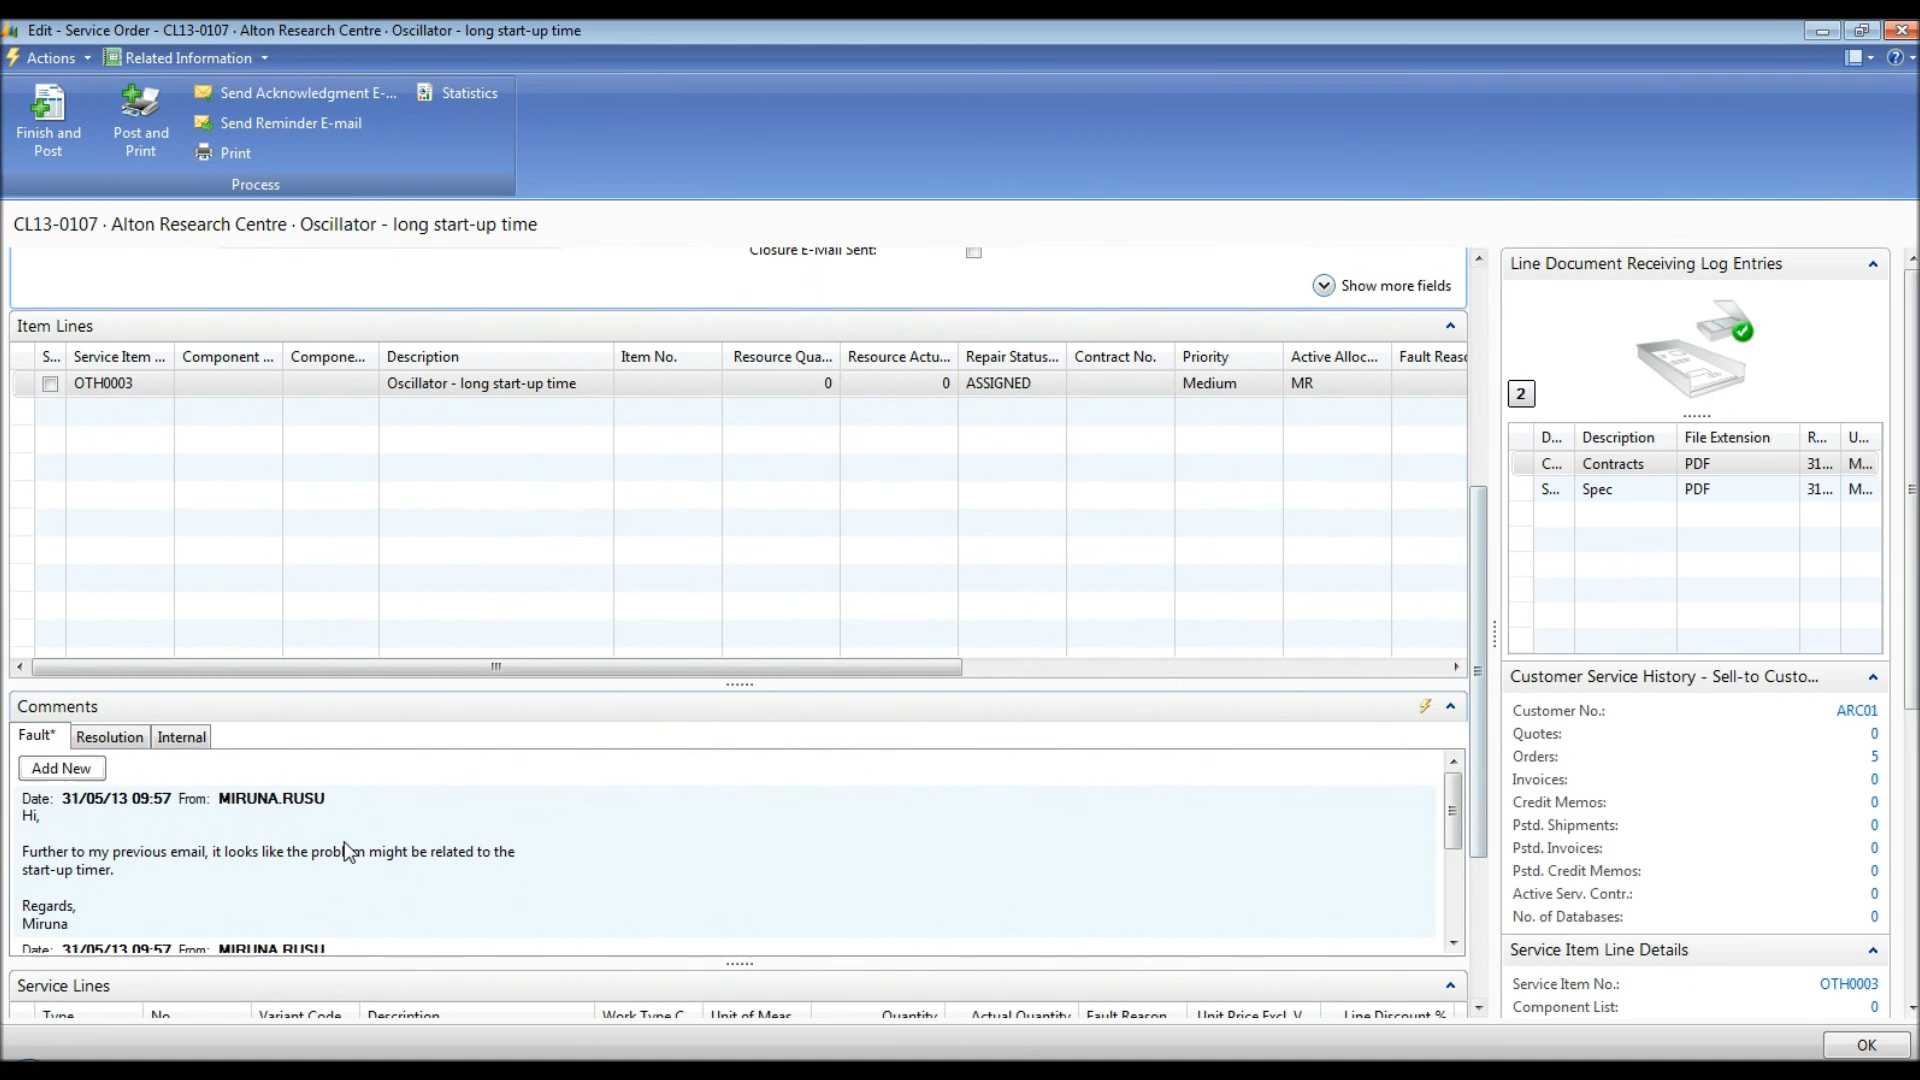 Edit - Service Order - CL13-0107 · Alton Research Centre · Oscillator - long start-up time
Actions
Related Information
Finish and Post
Post and Print
Send Acknowledgment E-...
Send Reminder E-mail
Print
Statistics
Process
CL13-0107 · Alton Research Centre · Oscillator - long start-up time
Closure E-Mail Sent:
Show more fields
Item Lines
S... Service Item ... Component ... Compone... Description Item No. Resource Qua... Resource Actu... Repair Status... Contract No. Priority Active Alloc... Fault Reaso
OTH0003 Oscillator - long start-up time 0 0 ASSIGNED Medium MR
Comments
Fault* Resolution Internal
Add New
Date: 31/05/13 09:57 From: MIRUNA.RUSU
Hi,
Further to my previous email, it looks like the problem might be related to the
start-up timer.
Regards,
Miruna
Date: 31/05/13 09:57 From: MIRUNA.RUSU
Service Lines
Type No. Variant Code Description Work Type C... Unit of Meas... Quantity Actual Quantity Fault Reason Unit Price Excl. V... Line Discount %
Line Document Receiving Log Entries
2
D... Description File Extension R... U...
C... Contracts PDF 31... M...
S... Spec PDF 31... M...
Customer Service History - Sell-to Custo...
Customer No.: ARC01
Quotes: 0
Orders: 5
Invoices: 0
Credit Memos: 0
Pstd. Shipments: 0
Pstd. Invoices: 0
Pstd. Credit Memos: 0
Active Serv. Contr.: 0
No. of Databases: 0
Service Item Line Details
Service Item No.: OTH0003
Component List: 0
OK